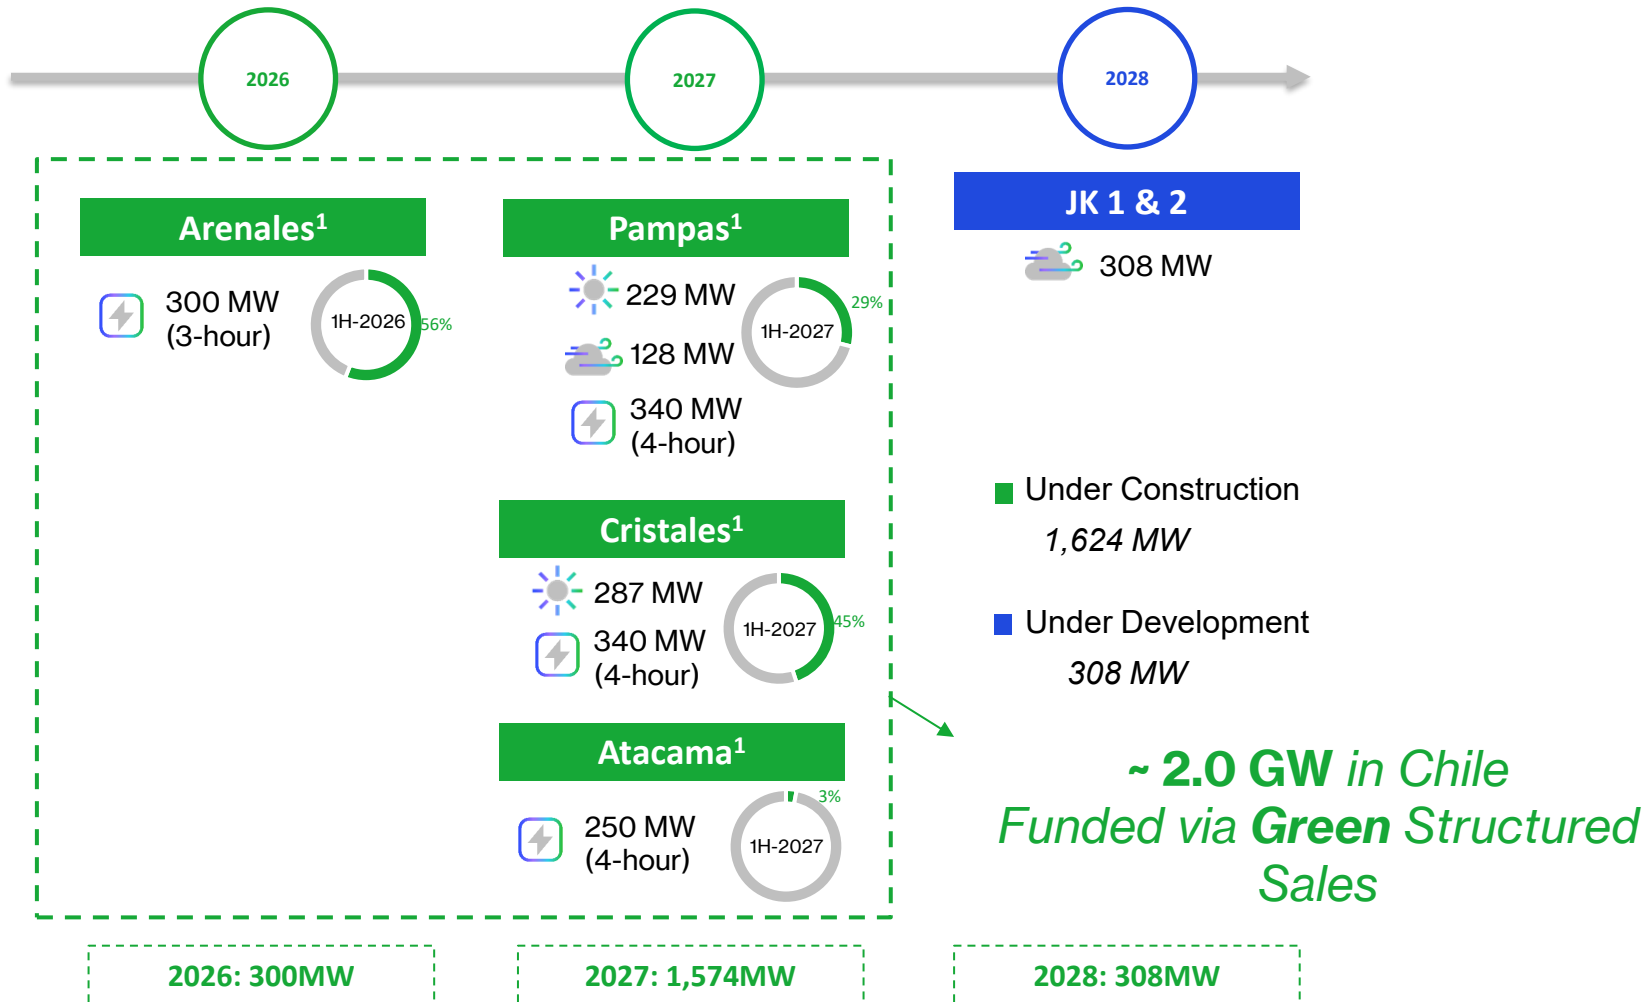 2026
2027
2028
Arenales¹
300 MW
(3-hour)
1H-2026
56%
Pampas¹
229 MW
128 MW
340 MW
(4-hour)
1H-2027
29%
Cristales¹
287 MW
340 MW
(4-hour)
1H-2027
45%
Atacama¹
250 MW
(4-hour)
1H-2027
3%
JK 1 & 2
308 MW
Under Construction
1,624 MW
Under Development
308 MW
~ 2.0 GW in Chile
Funded via Green Structured
Sales
2026: 300MW
2027: 1,574MW
2028: 308MW